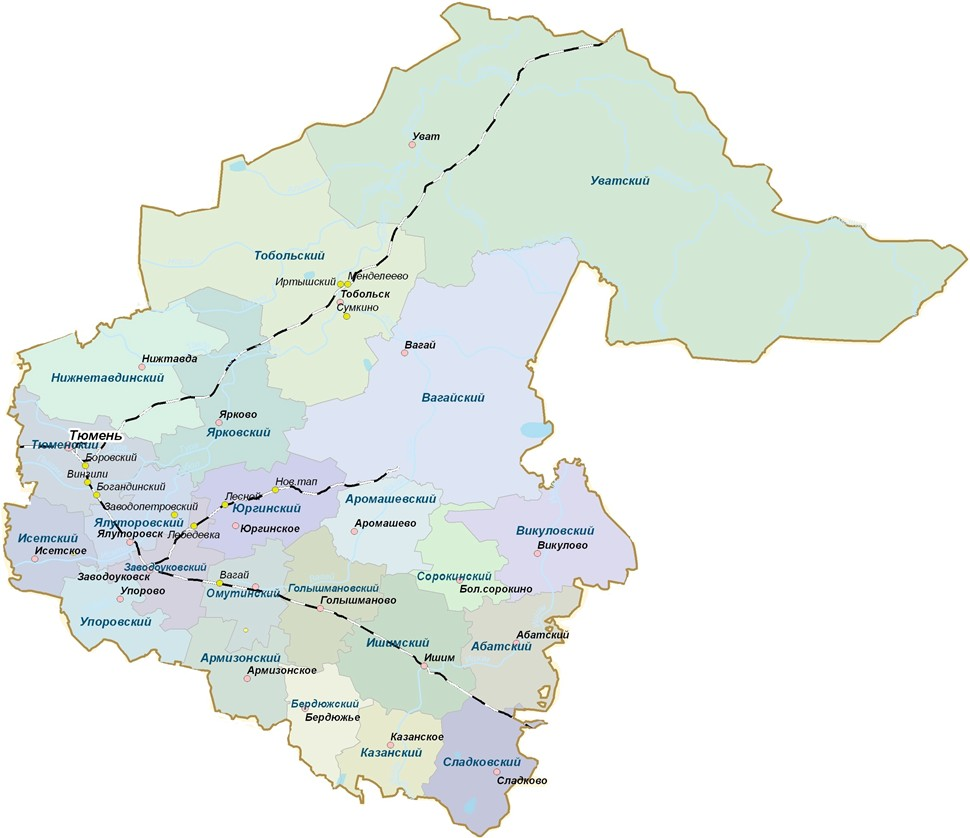 Уват
Уватский
Тобольский
Иртышский
Менделеево
Тобольск
Сумкино
Вагай
Нижтавда
Нижнетавдинский
Вагайский
Ярково
Ярковский
Тюмень
Тюменский
Боровский
Винзили
Богандинский
Нов.тап
Лесной
Аромашевский
Заводопетровский
Юргинский
Ялуторовский
Юргинское
Аромашево
Викуловский
Исетский
Ялуторовск
Лебедевка
Викулово
Исетское
Заводоуковский
Заводоуковск
Вагай
Сорокинский
Упорово
Омутинский
Голышмановский
Бол.сорокино
Голышманово
Упоровский
Абатский
Ишимский
Абатский
Армизонский
Ишим
Армизонское
Бердюжский
Бердюжье
Казанское
Казанский
Сладковский
Сладково